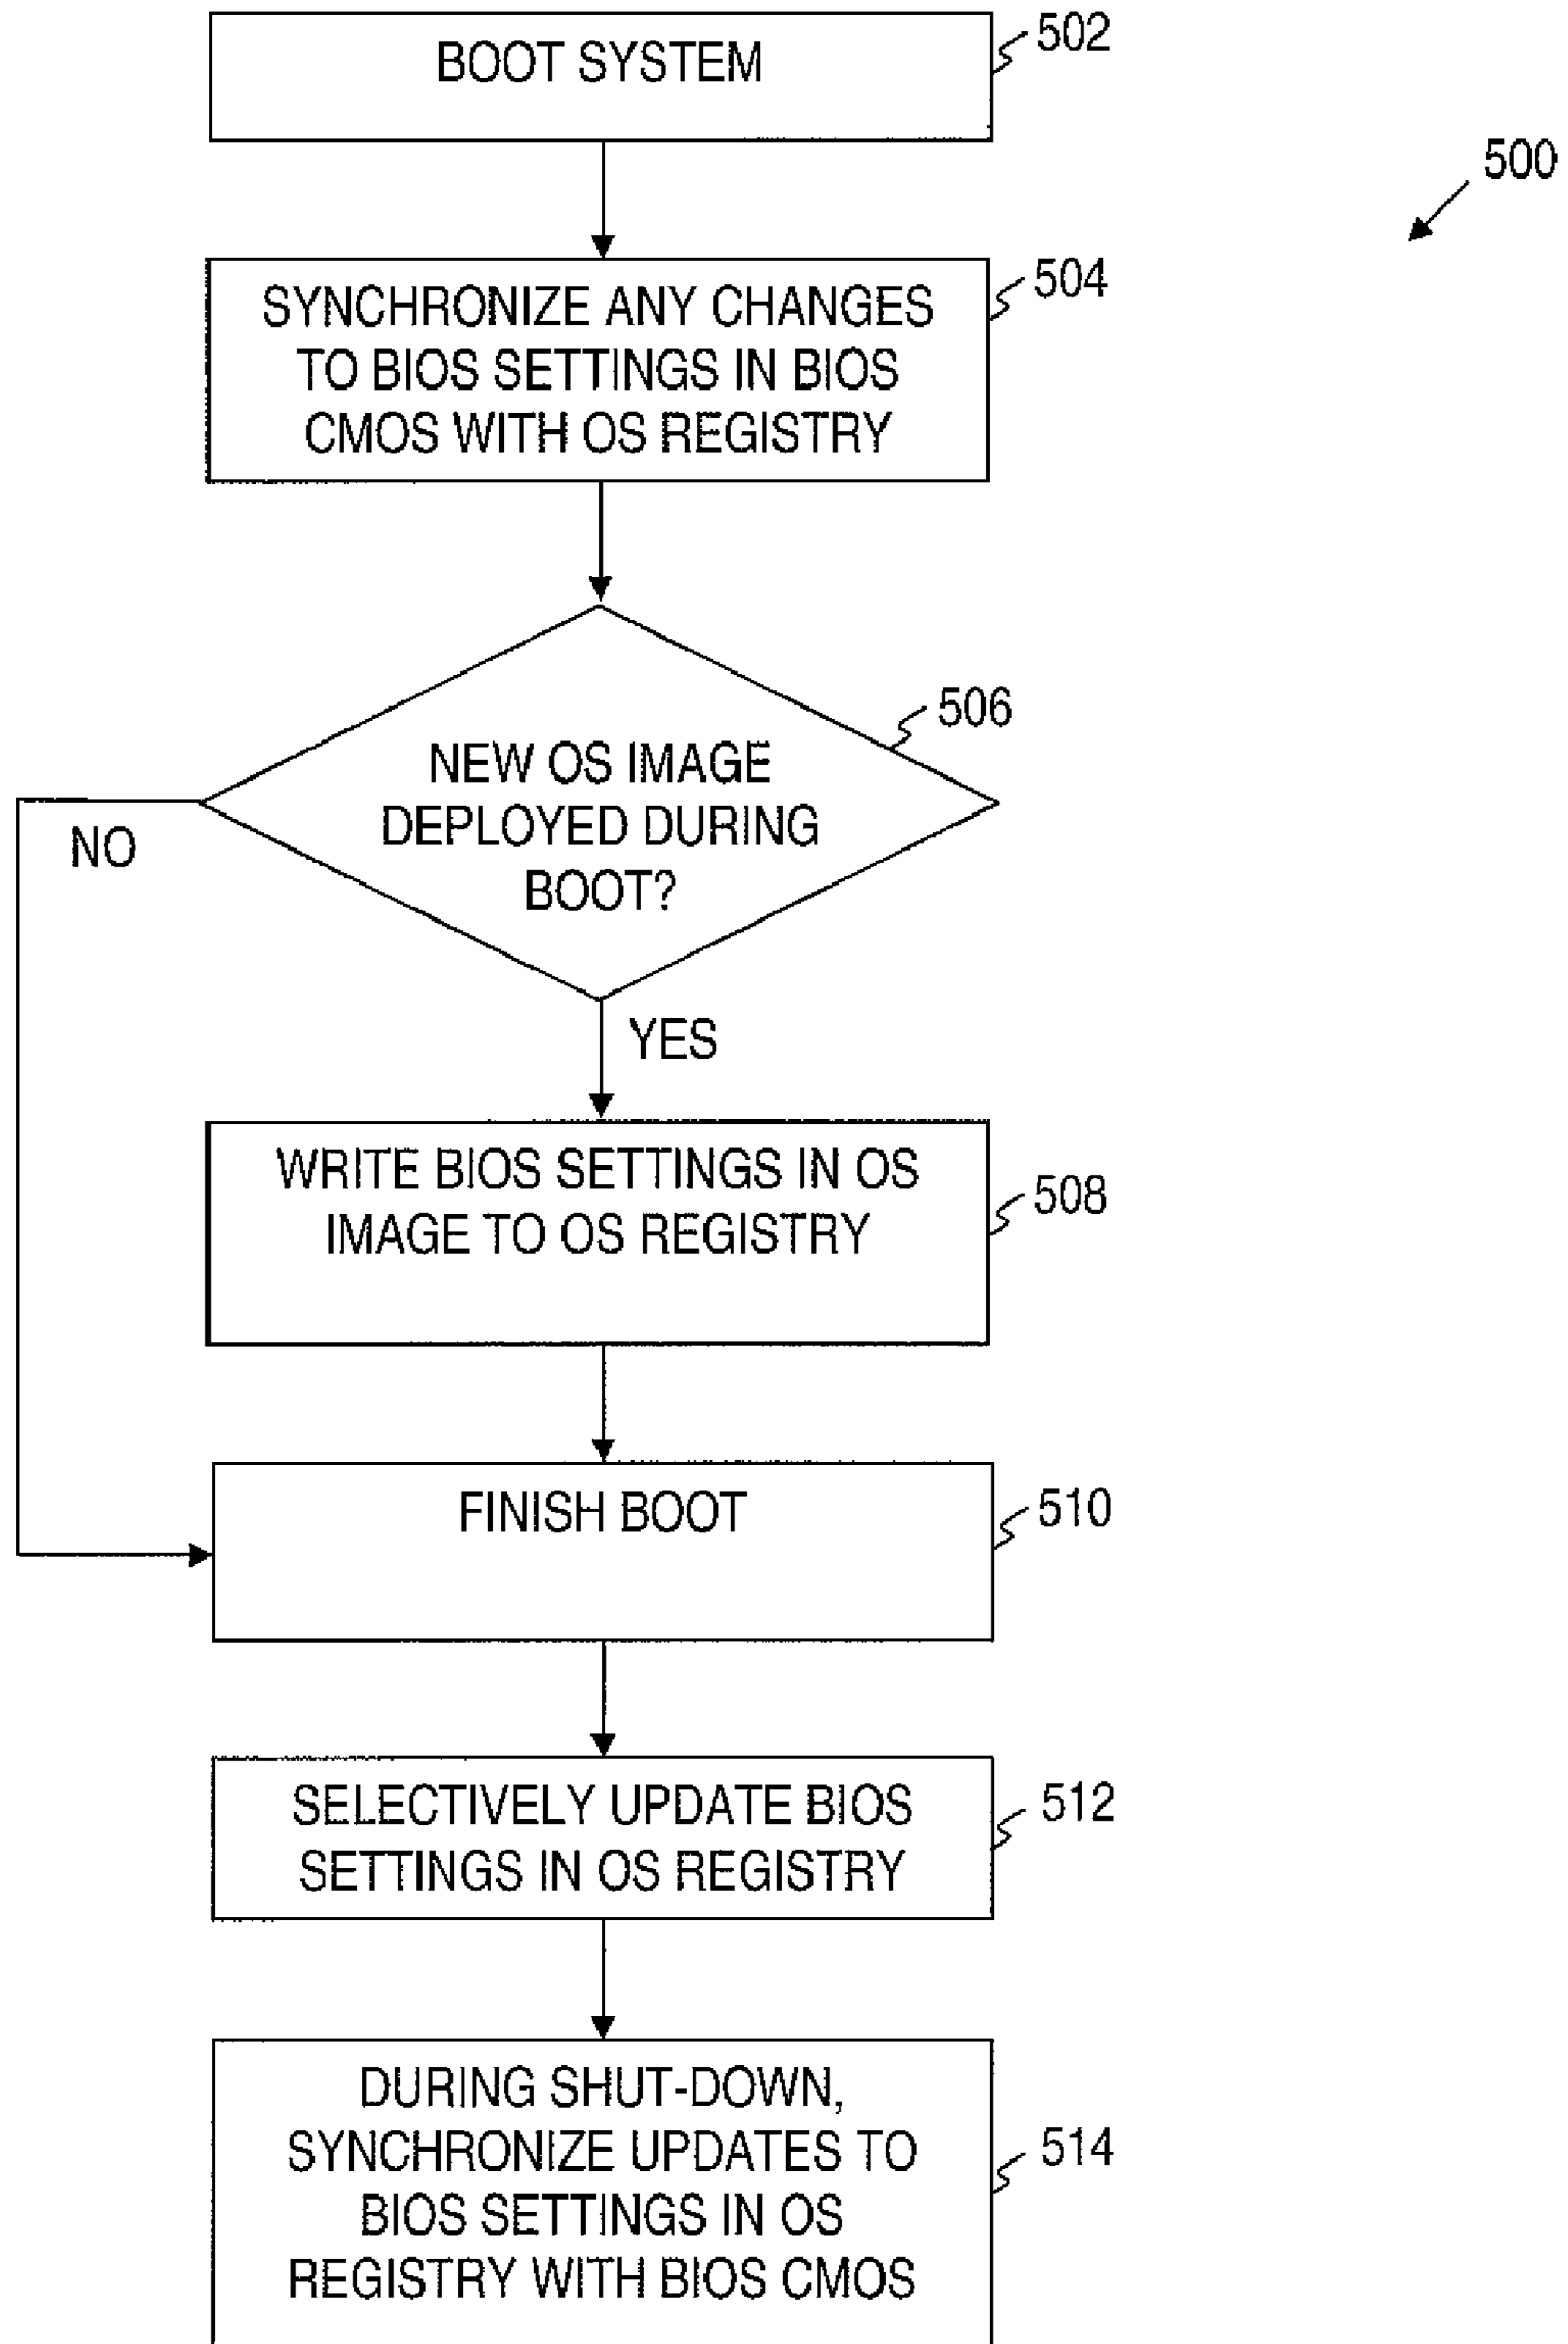 BOOT SYSTEM
502
500
SYNCHRONIZE ANY CHANGES
TO BIOS SETTINGS IN BIOS
CMOS WITH OS REGISTRY
504
NEW OS IMAGE
DEPLOYED DURING
BOOT?
506
NO
YES
WRITE BIOS SETTINGS IN OS
IMAGE TO OS REGISTRY
508
FINISH BOOT
510
SELECTIVELY UPDATE BIOS
SETTINGS IN OS REGISTRY
512
DURING SHUT-DOWN,
SYNCHRONIZE UPDATES TO
BIOS SETTINGS IN OS
REGISTRY WITH BIOS CMOS
514